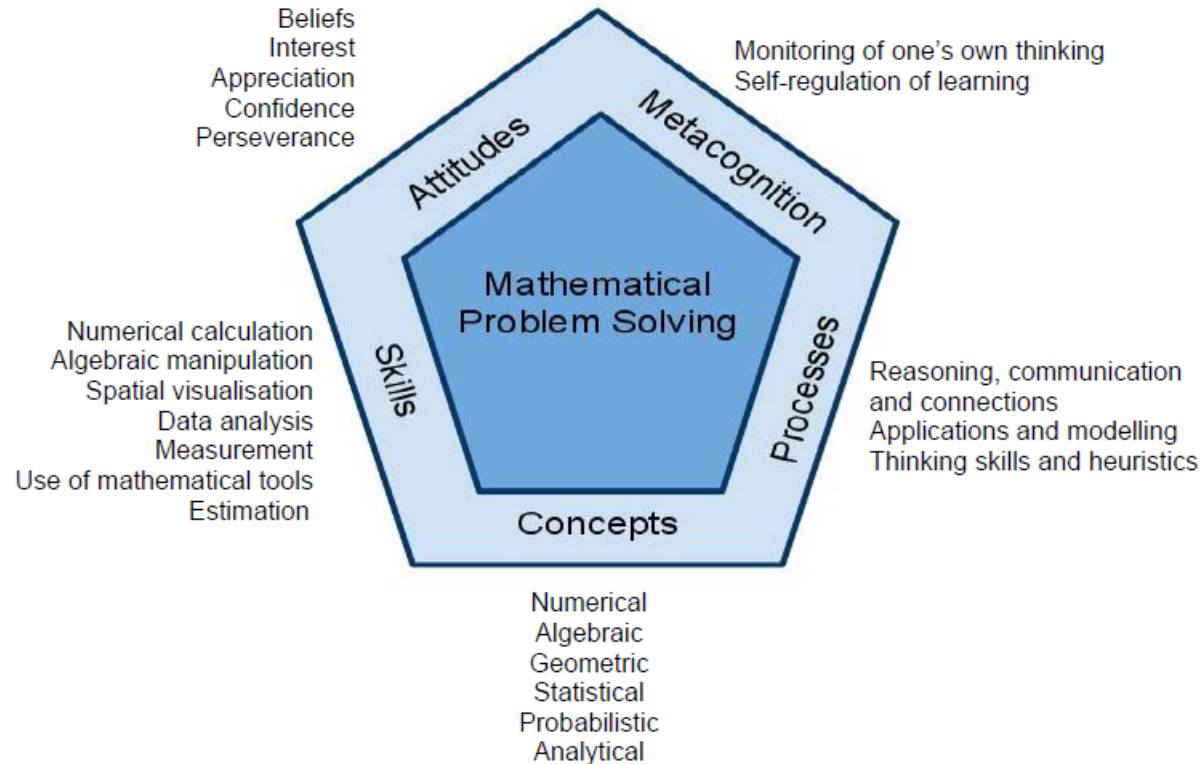 Beliefs
Interest
Appreciation
Confidence
Perseverance
Monitoring of one's own thinking
Self-regulation of learning
Attitudes
Metacognition
Mathematical
Problem Solving
Skills
Processes
Numerical calculation
Algebraic manipulation
Spatial visualisation
Data analysis
Measurement
Use of mathematical tools
Estimation
Reasoning, communication
and connections
Applications and modelling
Thinking skills and heuristics
Concepts
Numerical
Algebraic
Geometric
Statistical
Probabilistic
Analytical